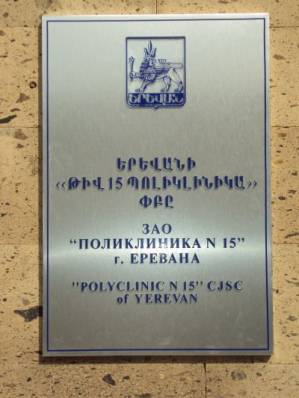 ԵՐԵՎԱՆ
ԵՐԵՎԱՆԻ
«ԹԻՎ 15 ՊՈԼԻԿԼԻՆԻԿԱ»
ՓԲԸ
ЗАО
"ПОЛИКЛИНИКА N 15"
г. ЕРЕВАНА
"POLYCLINIC N 15" CJSC
of YEREVAN